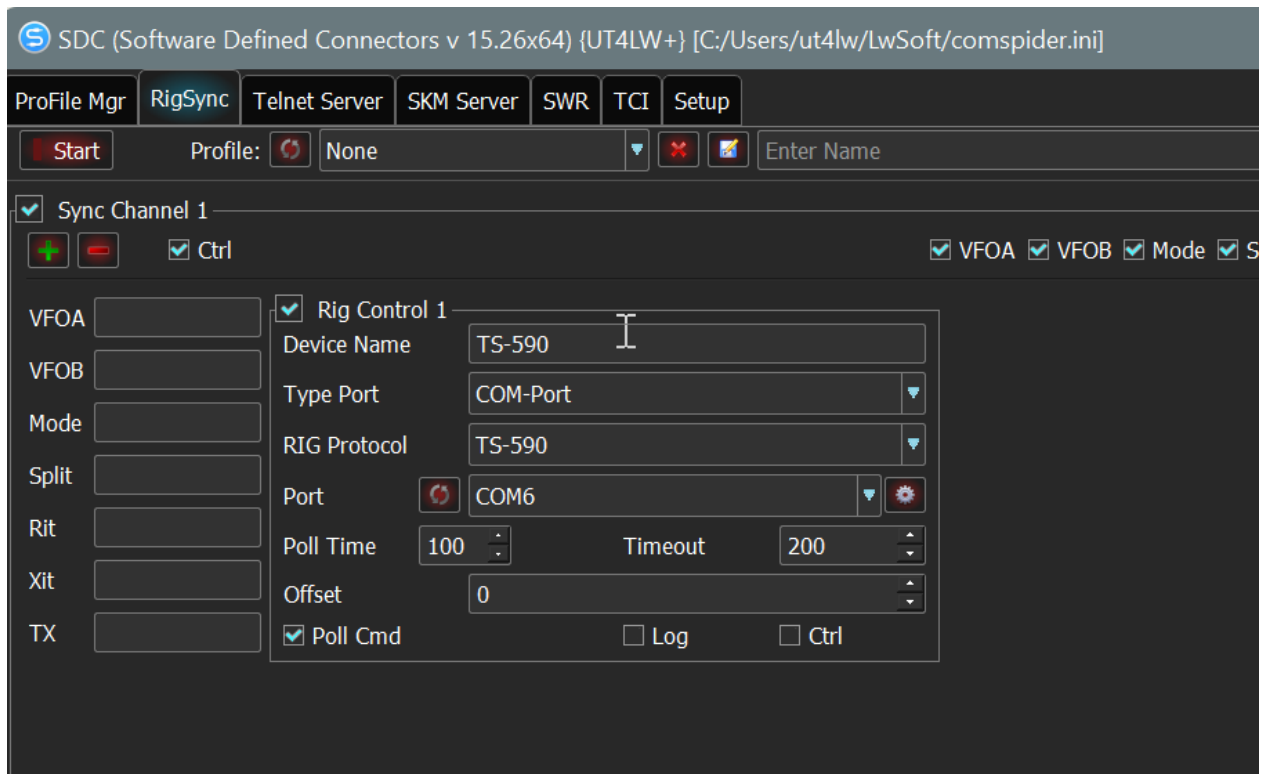 SDC (Software Defined Connectors v 15.26x64) {UT4LW+} [C:/Users/ut4lw/LwSoft/comspider.ini]
ProFile Mgr RigSync Telnet Server SKM Server SWR TCI Setup
Start Profile: None Enter Name
Sync Channel 1
Ctrl VFOA VFOB Mode S
VFOA
VFOB
Mode
Split
Rit
Xit
TX
Rig Control 1
Device Name TS-590
Type Port COM-Port
RIG Protocol TS-590
Port COM6
Poll Time 100 Timeout 200
Offset 0
Poll Cmd Log Ctrl